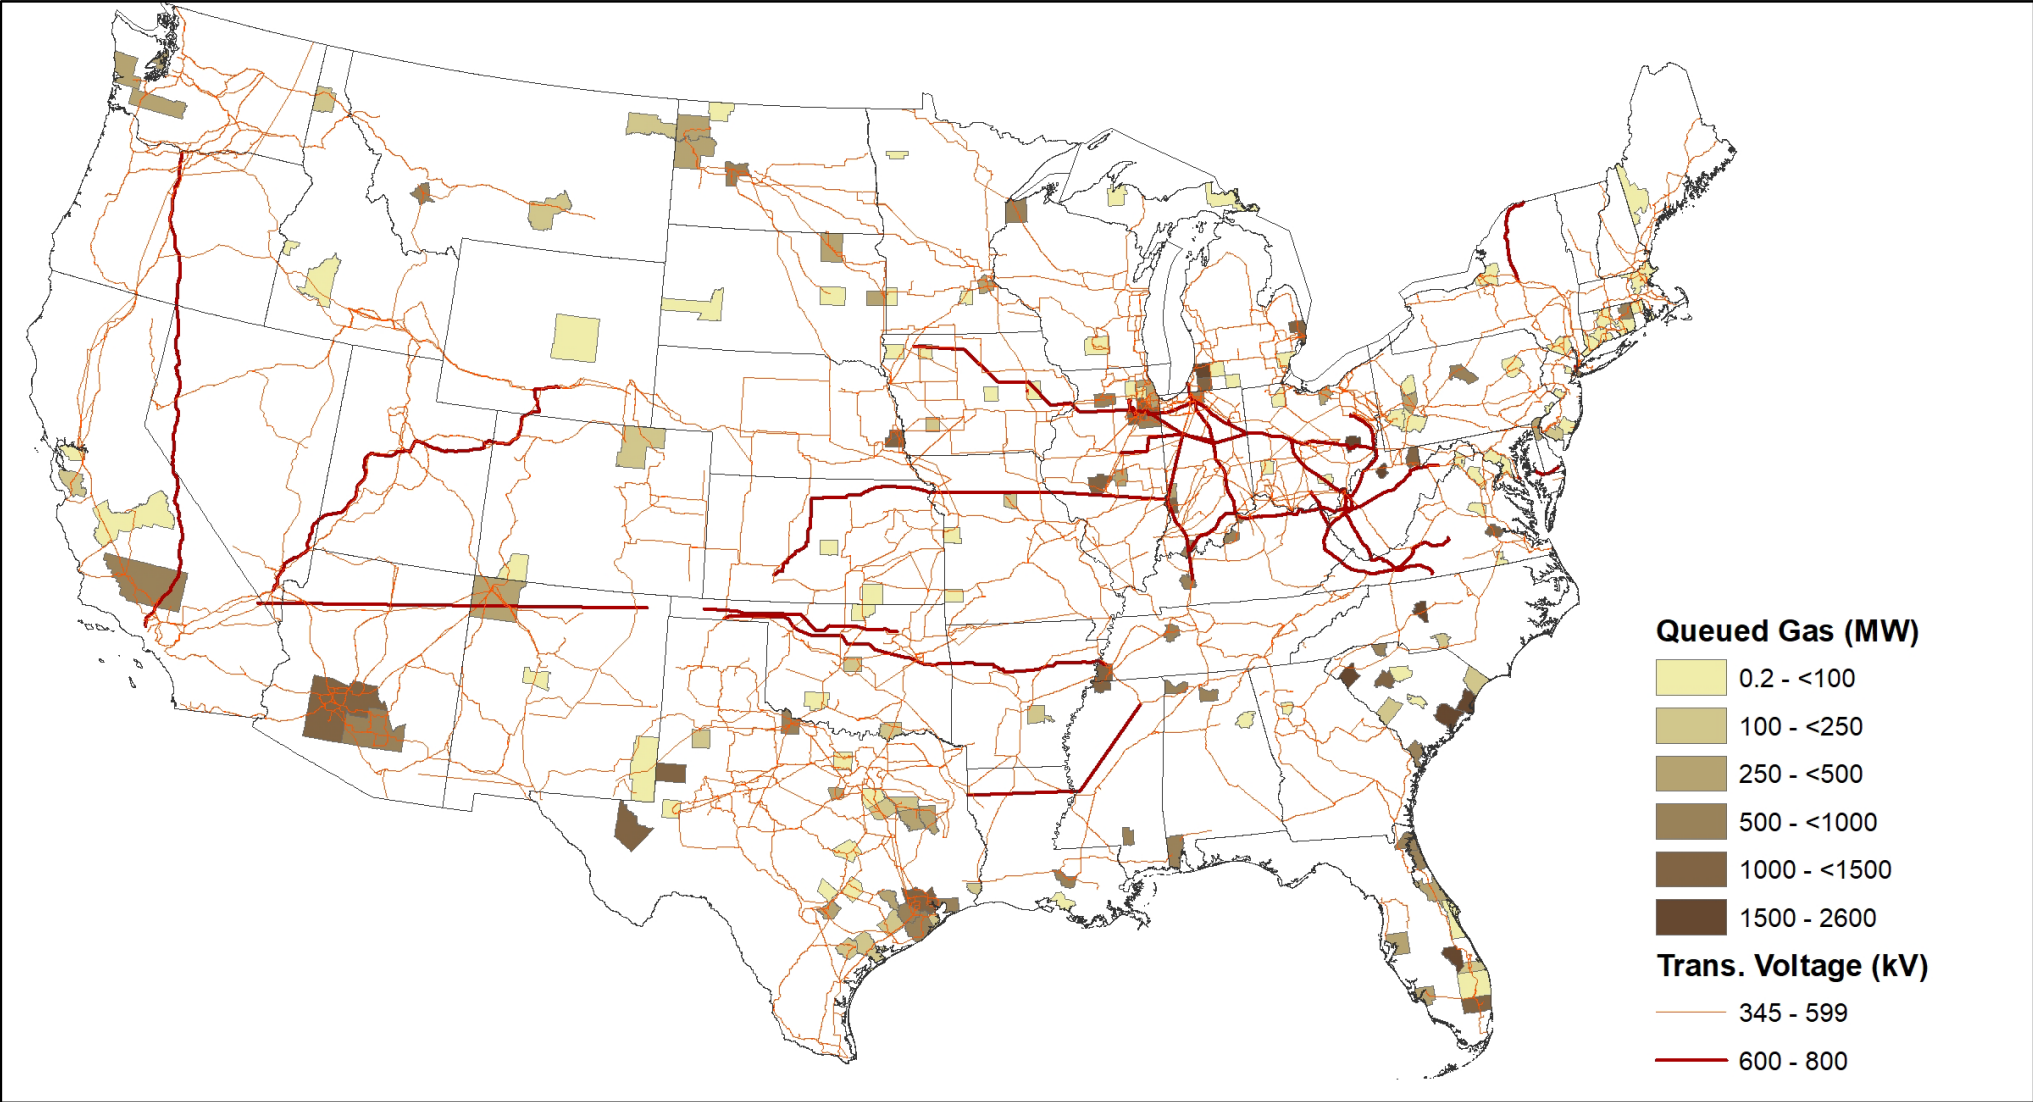 Queued Gas (MW)
0.2 - <100
100 - <250
250 - <500
500 - <1000
1000 - <1500
1500 - 2600
Trans. Voltage (kV)
345 - 599
600 - 800